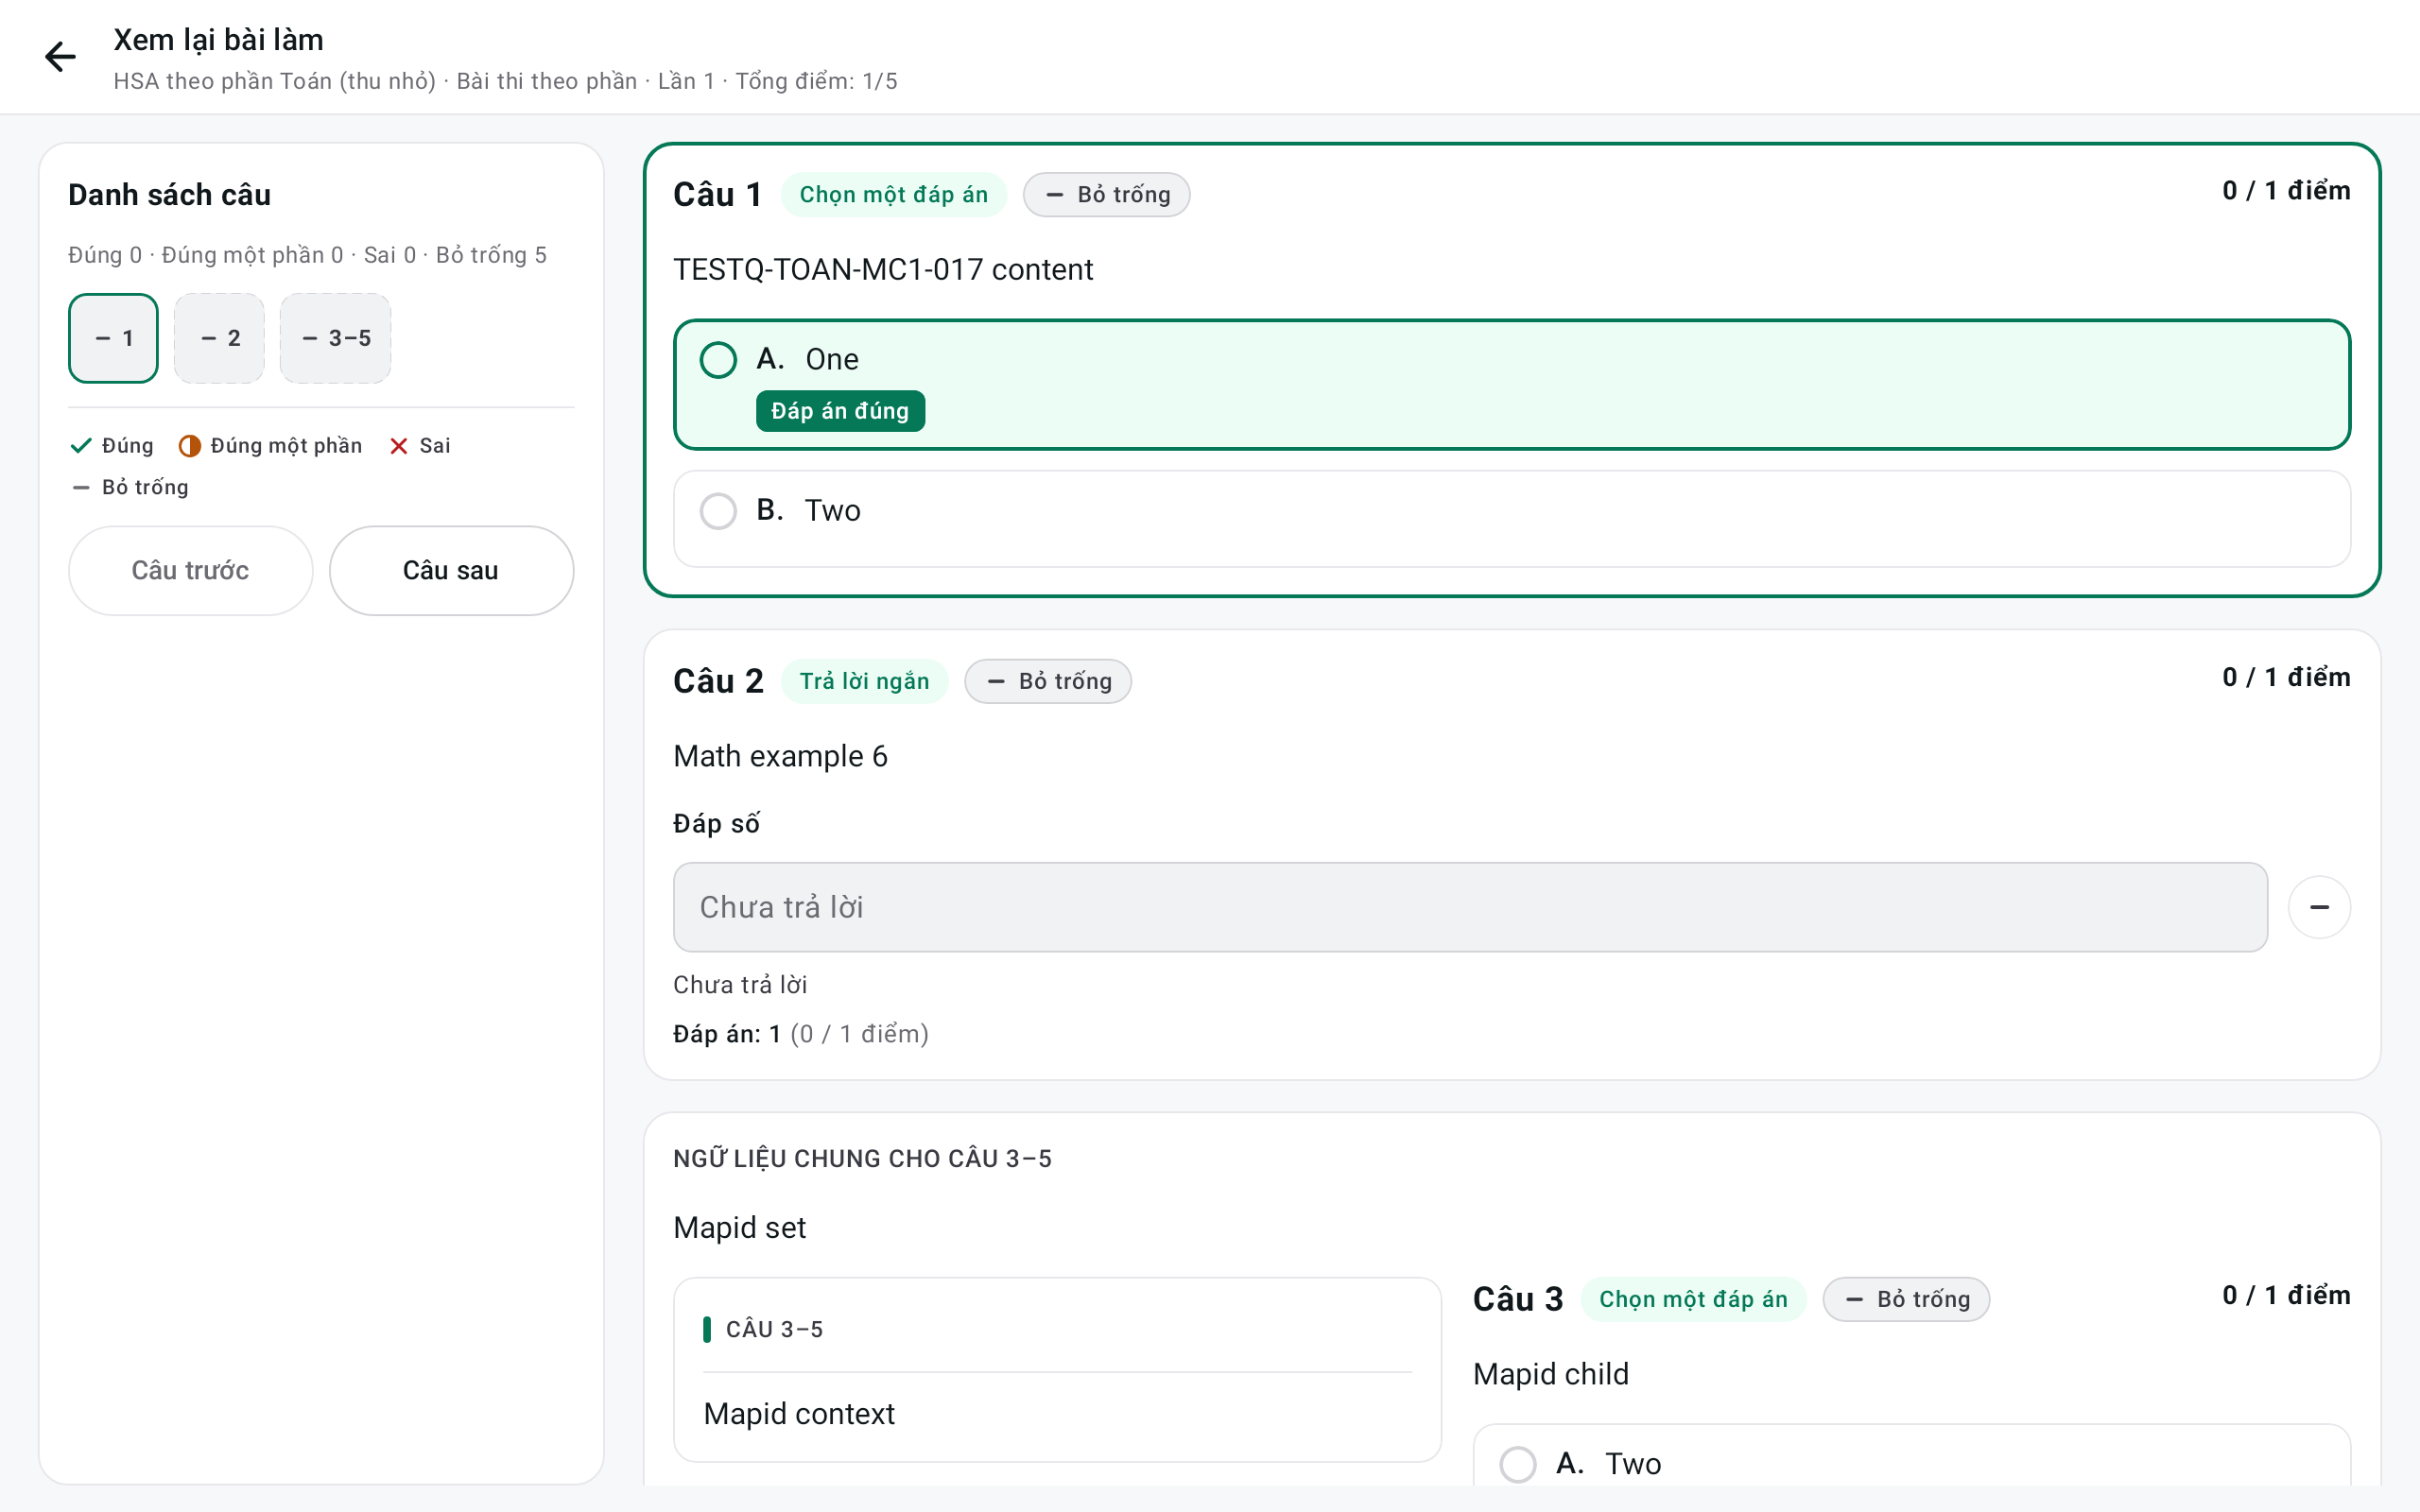 Xem lại bài làm
HSA theo phần Toán (thu nhỏ) · Bài thi theo phần · Lần 1 · Tổng điểm: 1/5
Danh sách câu
Đúng 0 · Đúng một phần 0 · Sai 0 · Bỏ trống 5
– 1
– 2
– 3–5
Đúng
Đúng một phần
Sai
– Bỏ trống
Câu trước
Câu sau
Câu 1
Chọn một đáp án
– Bỏ trống
0 / 1 điểm
TESTQ-TOAN-MC1-017 content
A. One
Đáp án đúng
B. Two
Câu 2
Trả lời ngắn
– Bỏ trống
0 / 1 điểm
Math example 6
Đáp số
Chưa trả lời
–
Chưa trả lời
Đáp án: 1 (0 / 1 điểm)
NGỮ LIỆU CHUNG CHO CÂU 3–5
Mapid set
CÂU 3–5
Mapid context
Câu 3
Chọn một đáp án
– Bỏ trống
0 / 1 điểm
Mapid child
A. Two